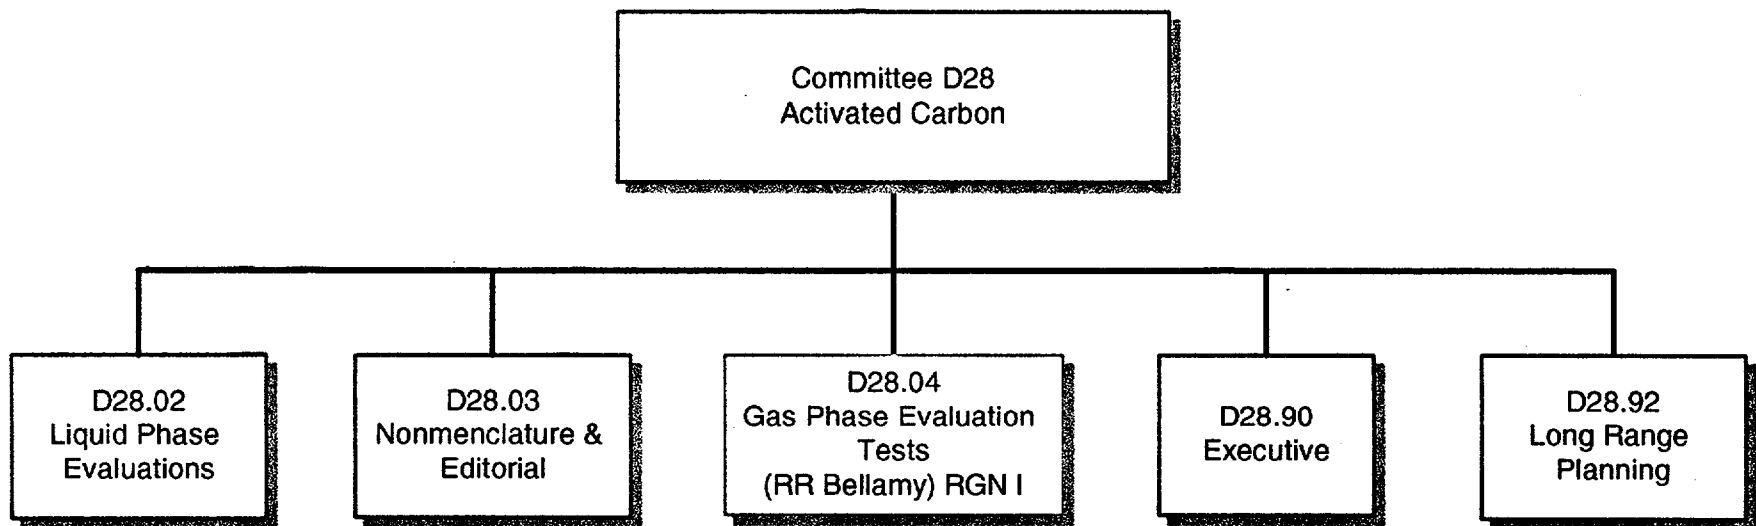 Committee D28
Activated Carbon
D28.02
Liquid Phase
Evaluations
D28.03
Nonmenclature &
Editorial
D28.04
Gas Phase Evaluation
Tests
(RR Bellamy) RGN I
D28.90
Executive
D28.92
Long Range
Planning